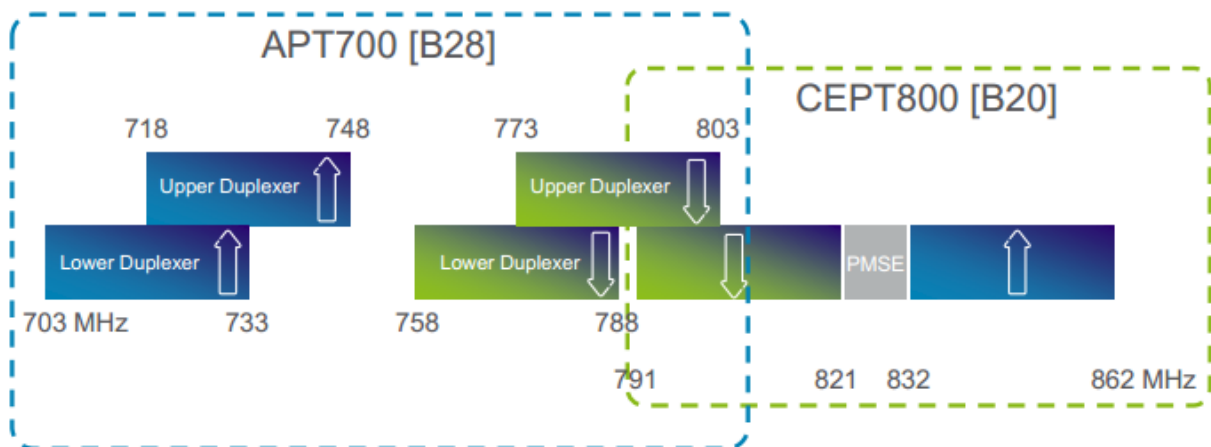 APT700 [B28]
CEPT800 [B20]
718
748
773
803
Upper Duplexer
Upper Duplexer
Lower Duplexer
Lower Duplexer
PMSE
703 MHz
733
758
788
791
821
832
862 MHz